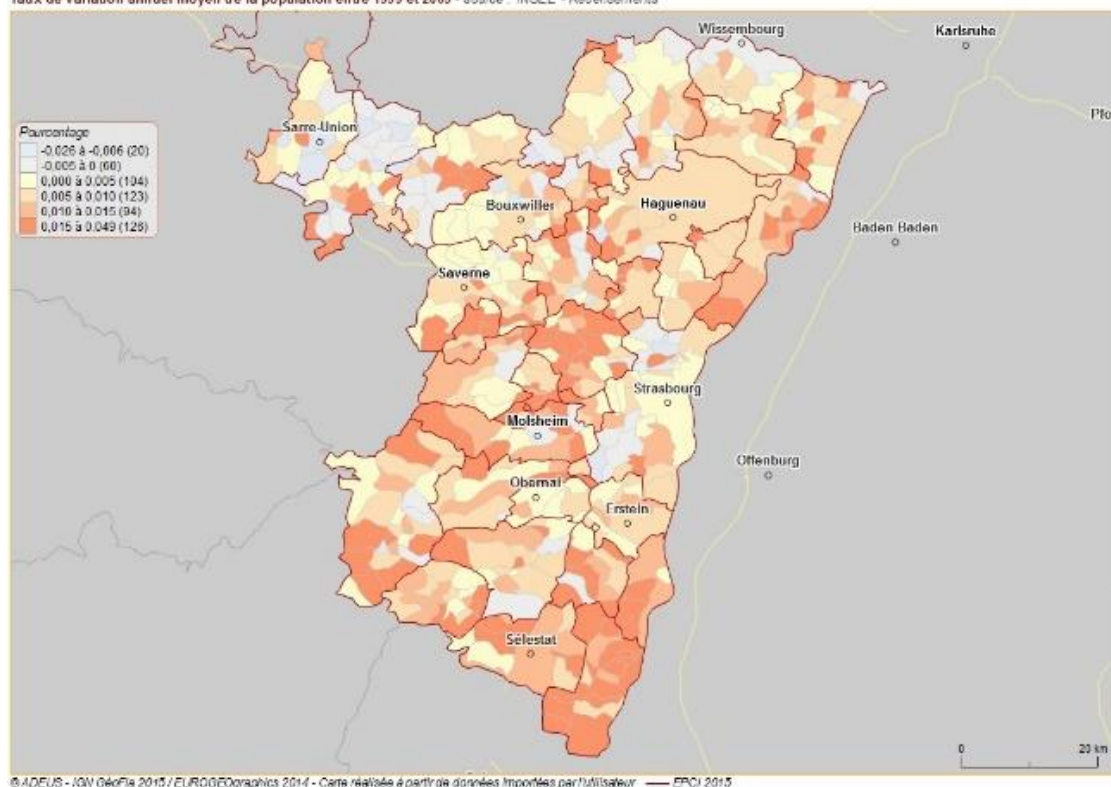 Taux de variation annuel moyen de la population entre 1999 et 2009 - source : INSEE - Recensements
Wissembourg
Karlsruhe
Pourcentage
-0,026 à -0,006 (20)
-0,005 à 0 (60)
0,000 à 0,005 (104)
0,005 à 0,010 (123)
0,010 à 0,015 (94)
0,015 à 0,049 (126)
Sarre-Union
Bouxwiller
Haguenau
Baden Baden
Saverne
Strasbourg
Molsheim
Offenburg
Obernai
Erstein
Sélestat
0 20 km
© ADEUS - IGN GéoFla 2015 / EUROGEOgraphics 2014 - Carte réalisée à partir de données importées par l'utilisateur EPCI 2015